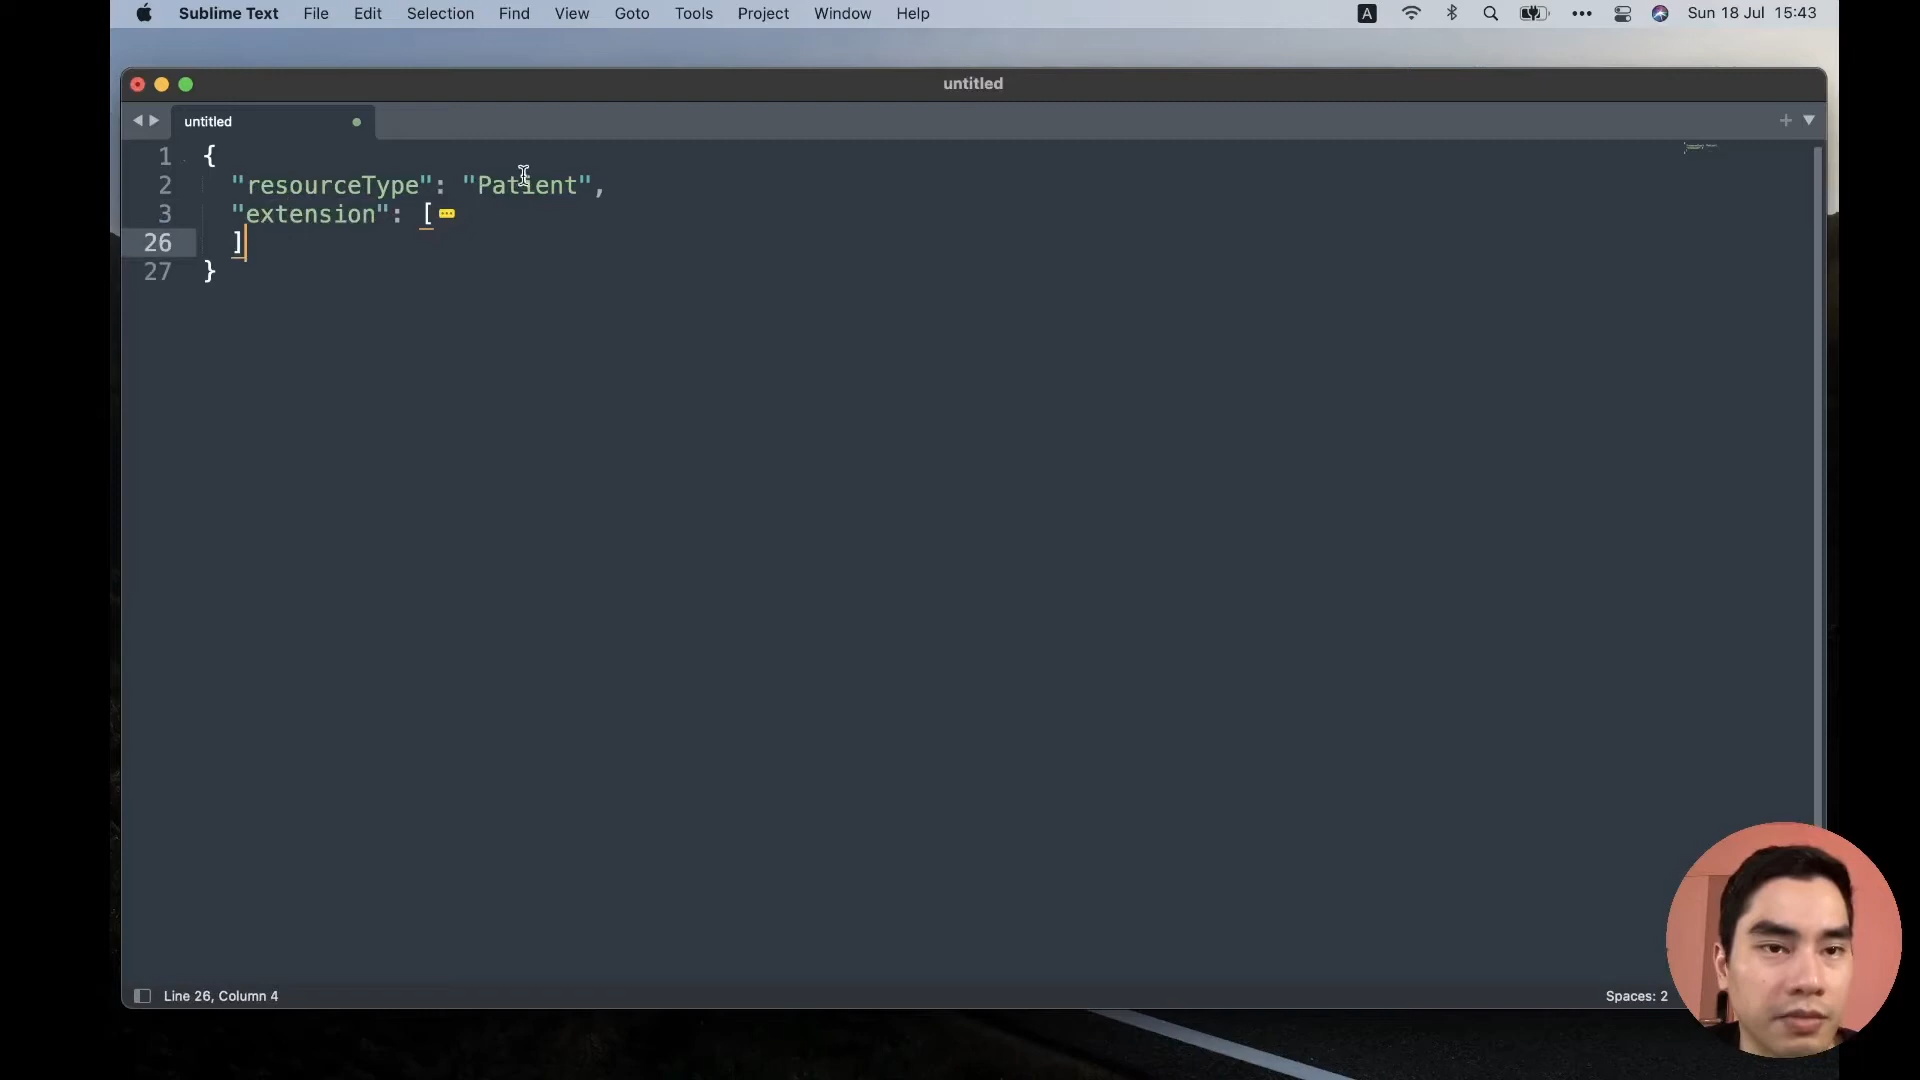 Sublime Text File Edit Selection Find View Goto Tools Project Window Help A Sun 18 Jul 15:43
untitled
untitled
1 {
2 "resourceType": "Patient",
3 "extension": [
26 ]
27 }
Line 26, Column 4 Spaces: 2